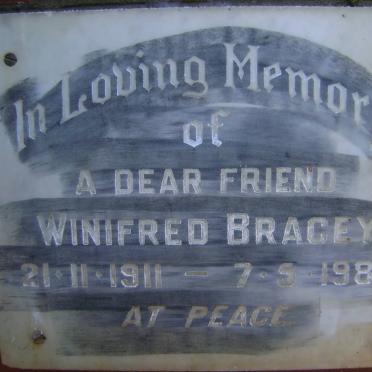 In Loving Memor
of
A DEAR FRIEND
WINIFRED BRACEY
21·11·1911 — 7·9·198
AT PEACE